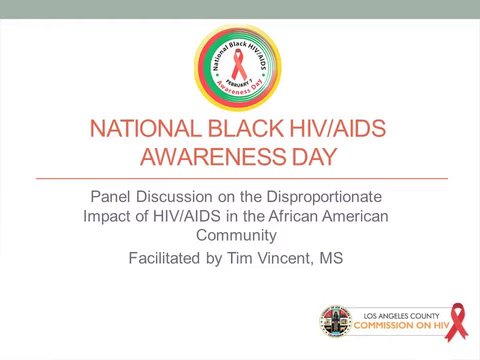 National Black HIV/AIDS
FEBRUARY 7
Awareness Day
NATIONAL BLACK HIV/AIDS
AWARENESS DAY
Panel Discussion on the Disproportionate
Impact of HIV/AIDS in the African American
Community
Facilitated by Tim Vincent, MS
LOS ANGELES COUNTY
COMMISSION ON HIV